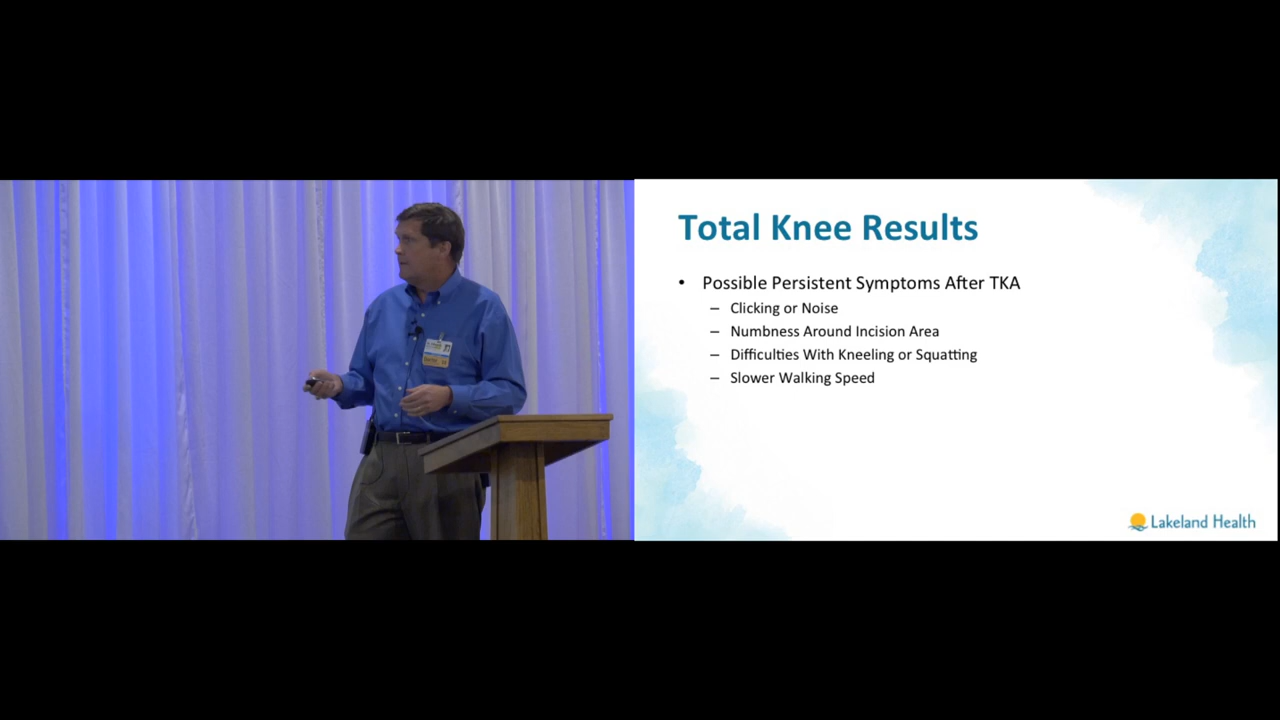 Total Knee Results
• Possible Persistent Symptoms After TKA
– Clicking or Noise
– Numbness Around Incision Area
– Difficulties With Kneeling or Squatting
– Slower Walking Speed
Lakeland Health